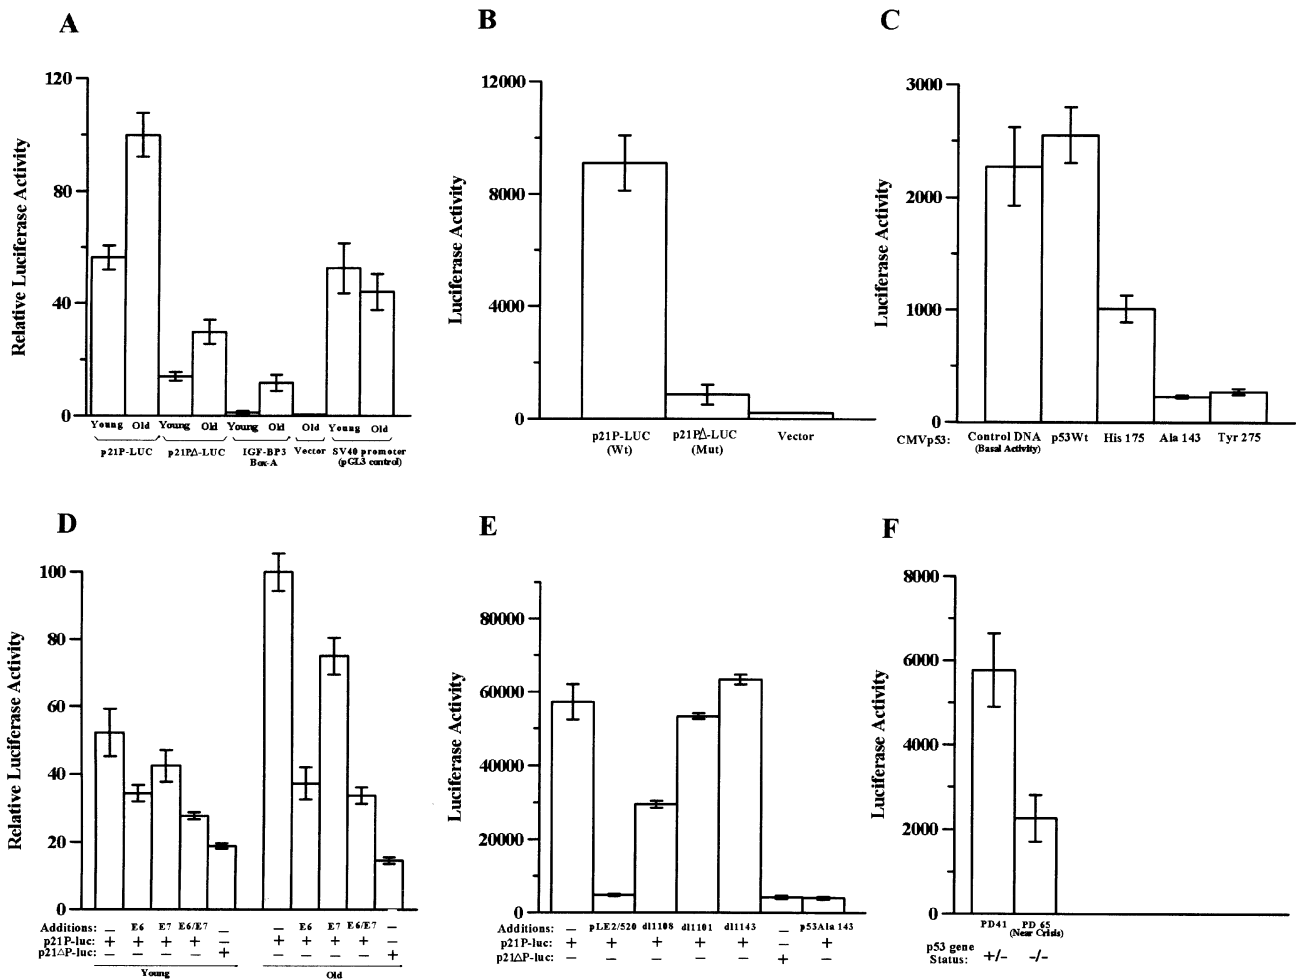 A
Relative Luciferase Activity
120
80
40
0
Young Old Young Old Young Old Old Young Old
p21P-LUC p21PΔ-LUC IGF-BP3 Box-A Vector SV40 promoter (pGL3 control)
B
Luciferase Activity
12000
8000
4000
0
p21P-LUC (Wt) p21PΔ-LUC (Mut) Vector
C
Luciferase Activity
3000
2000
1000
0
CMVp53: Control DNA (Basal Activity) p53Wt His 175 Ala 143 Tyr 275
D
Relative Luciferase Activity
100
80
60
40
20
0
Additions: – E6 E7 E6/E7 – – E6 E7 E6/E7 –
p21P-luc: + + + + – + + + + –
p21ΔP-luc: – – – – + – – – – +
Young Old
E
Luciferase Activity
80000
60000
40000
20000
0
Additions: – pLE2/520 dl1108 dl1101 dl1143 – p53Ala 143
p21P-luc: + + + + + – +
p21ΔP-luc: – – – – – + –
F
Luciferase Activity
8000
6000
4000
2000
0
PD41 PD 65 (Near Crisis)
p53 gene Status: +/– –/–